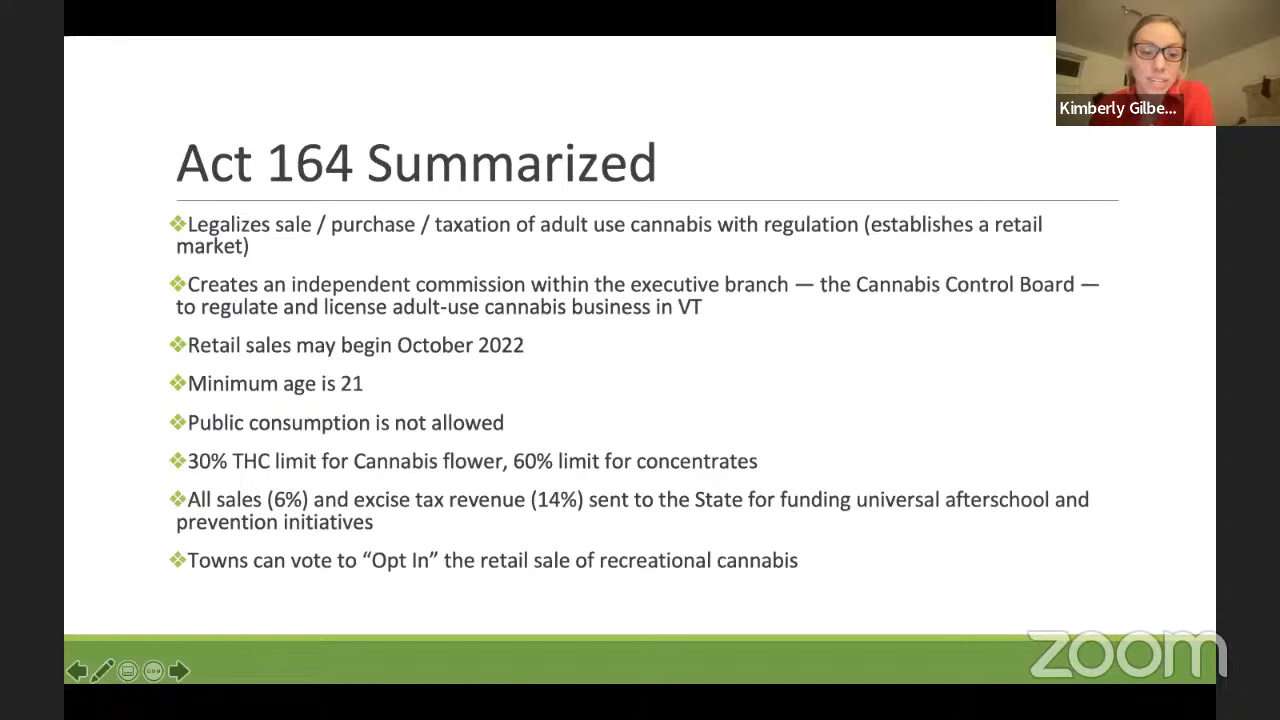 Kimberly Gilbe...
Act 164 Summarized
❖Legalizes sale / purchase / taxation of adult use cannabis with regulation (establishes a retail
market)
❖Creates an independent commission within the executive branch — the Cannabis Control Board —
to regulate and license adult-use cannabis business in VT
❖Retail sales may begin October 2022
❖Minimum age is 21
❖Public consumption is not allowed
❖30% THC limit for Cannabis flower, 60% limit for concentrates
❖All sales (6%) and excise tax revenue (14%) sent to the State for funding universal afterschool and
prevention initiatives
❖Towns can vote to “Opt In” the retail sale of recreational cannabis
zoom